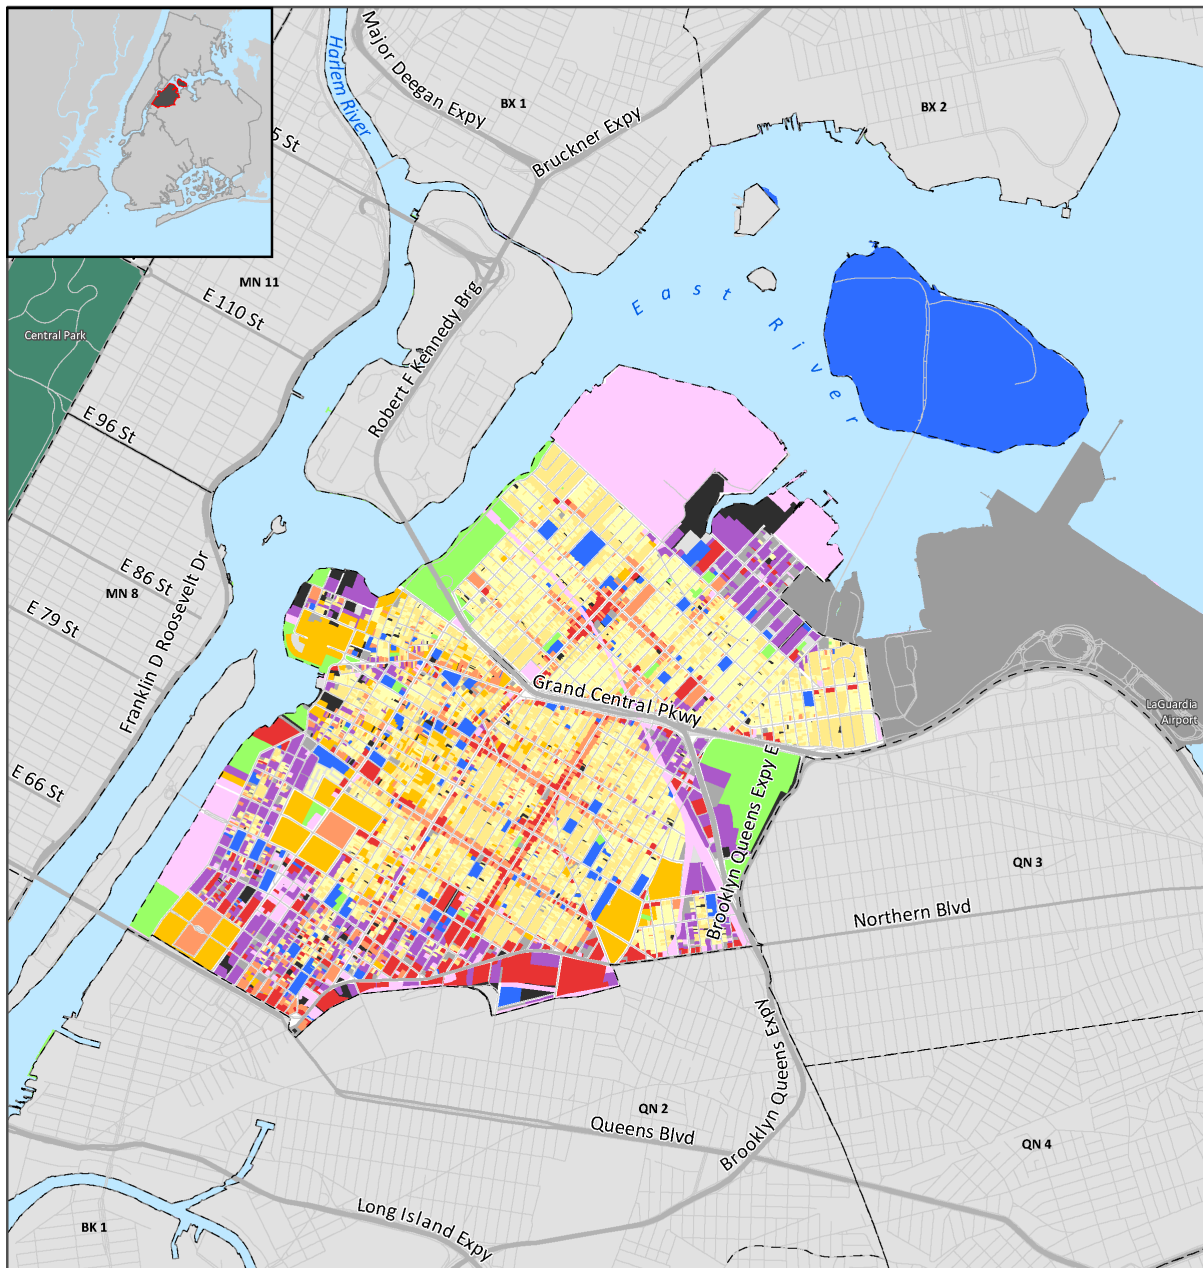 Harlem River
Major Deegan Expy
BX 1
Bruckner Expy
BX 2
5 St
MN 11
E 110 St
Central Park
East River
Robert F Kennedy Brg
E 96 St
E 86 St
MN 8
E 79 St
Franklin D Roosevelt Dr
E 66 St
Grand Central Pkwy
LaGuardia
Airport
Brooklyn Queens Expy E
QN 3
Northern Blvd
Brooklyn Queens Expy
QN 2
Queens Blvd
QN 4
Long Island Expy
BK 1